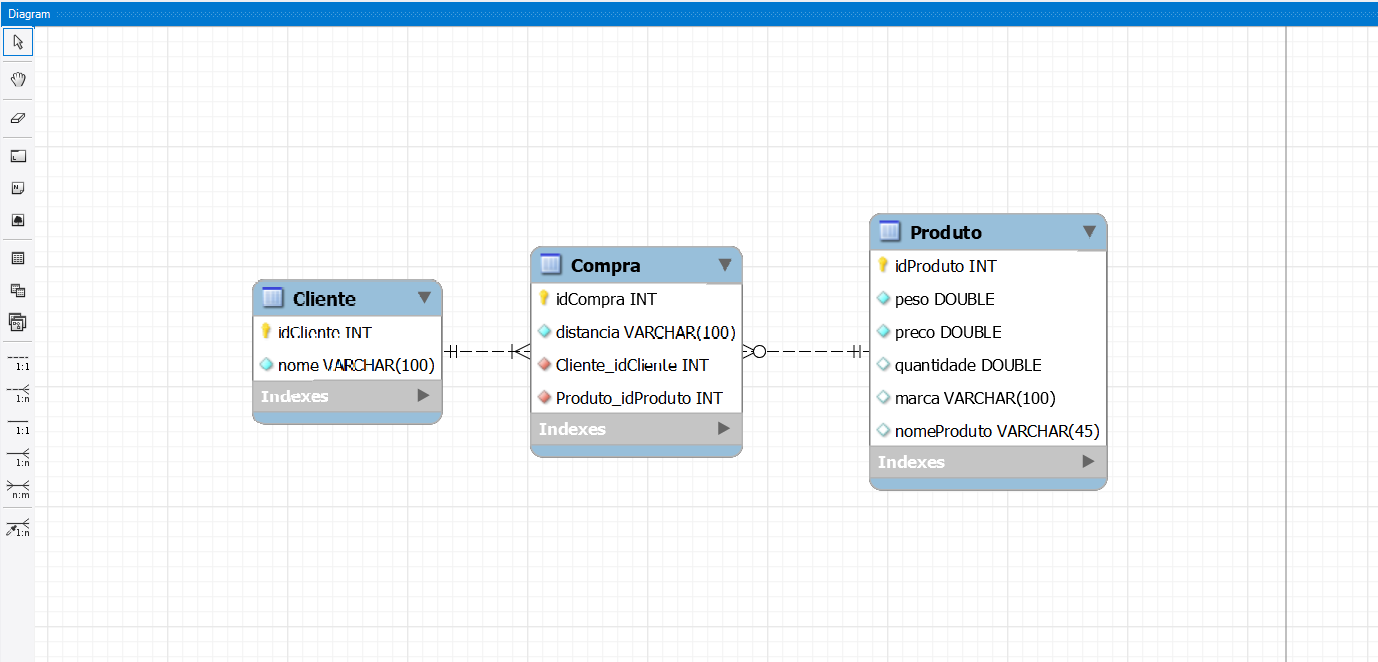 Diagram
1:1
1:n
1:1
1:n
n:m
1:n
Cliente
idCliente INT
nome VARCHAR(100)
Indexes
Compra
idCompra INT
distancia VARCHAR(100)
Cliente_idCliente INT
Produto_idProduto INT
Indexes
Produto
idProduto INT
peso DOUBLE
preco DOUBLE
quantidade DOUBLE
marca VARCHAR(100)
nomeProduto VARCHAR(45)
Indexes